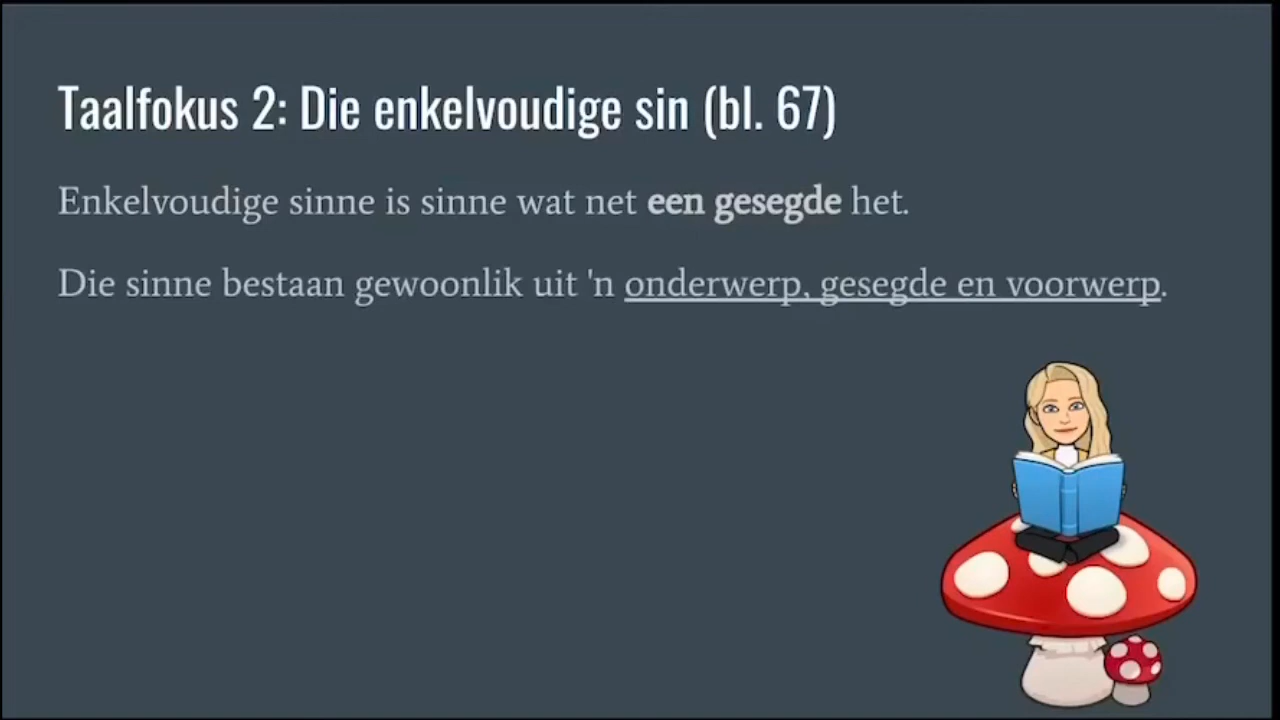 Taalfokus 2: Die enkelvoudige sin (bl. 67)
Enkelvoudige sinne is sinne wat net een gesegde het.
Die sinne bestaan gewoonlik uit 'n onderwerp, gesegde en voorwerp.